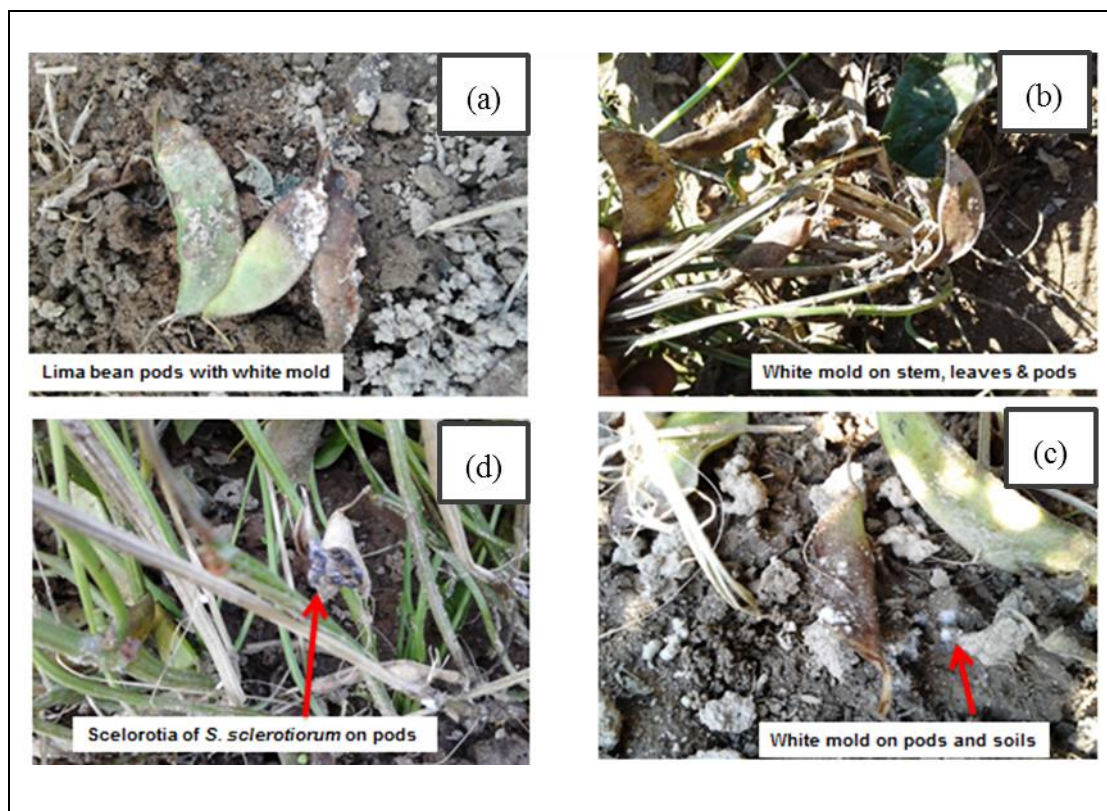 (a)
Lima bean pods with white mold
(b)
White mold on stem, leaves & pods
(d)
Scelorotia of S. sclerotiorum on pods
(c)
White mold on pods and soils